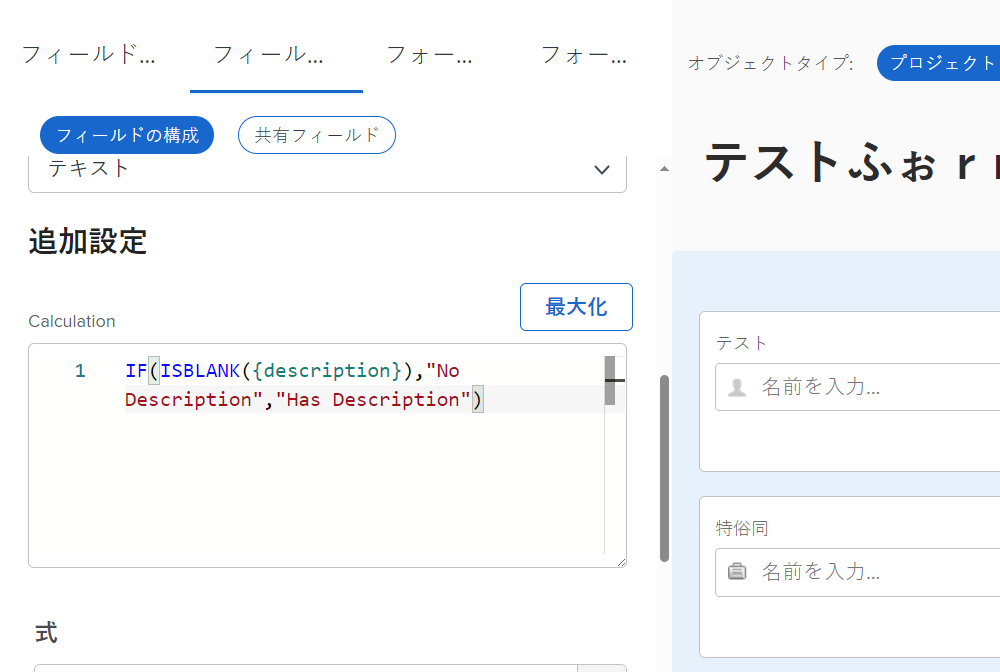 フィールド...
フィール...
フォー...
フォー...
フィールドの構成
共有フィールド
テキスト
追加設定
最大化
Calculation
1 IF(ISBLANK({description}),"No
Description","Has Description")
式
オブジェクトタイプ:
プロジェクト
テストふぉｒ
テスト
名前を入力...
特俗同
名前を入力...